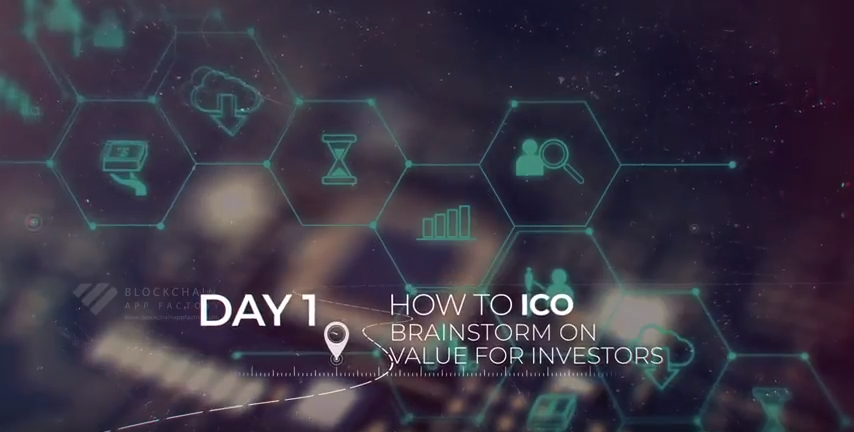 BLOCKCHAIN
APP FACTORY
DAY 1
HOW TO ICO
BRAINSTORM ON
VALUE FOR INVESTORS